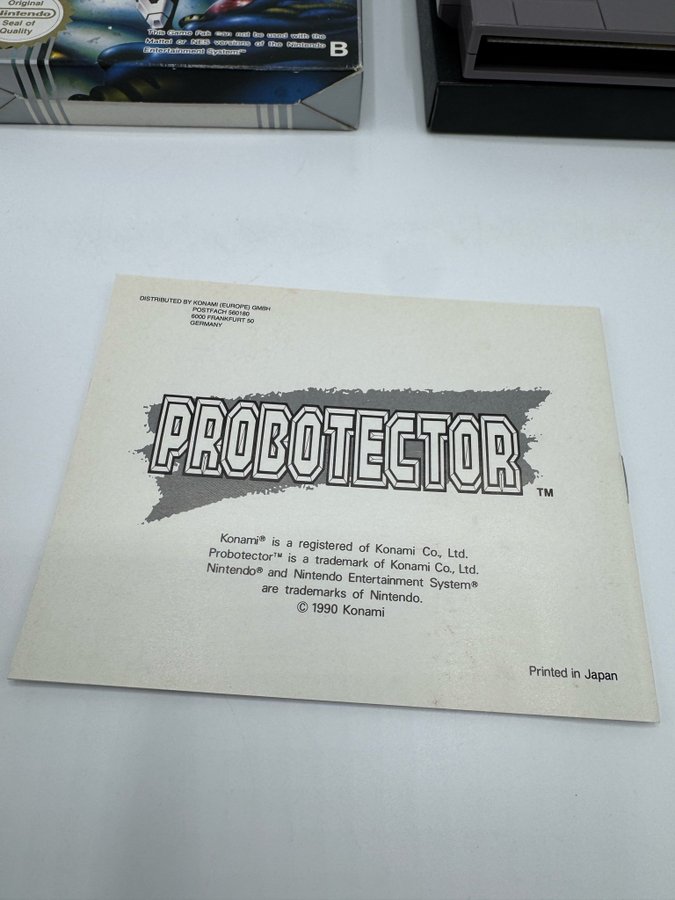 Original
Nintendo
Seal of
Quality
This Game Pak can not be used with the
Mattel or NES versions of the Nintendo
Entertainment System™
B
DISTRIBUTED BY KONAMI (EUROPE) GMBH
POSTFACH 560180
6000 FRANKFURT 50
GERMANY
PROBOTECTOR
TM
Konami® is a registered of Konami Co., Ltd.
Probotector™ is a trademark of Konami Co., Ltd.
Nintendo® and Nintendo Entertainment System®
are trademarks of Nintendo.
© 1990 Konami
Printed in Japan